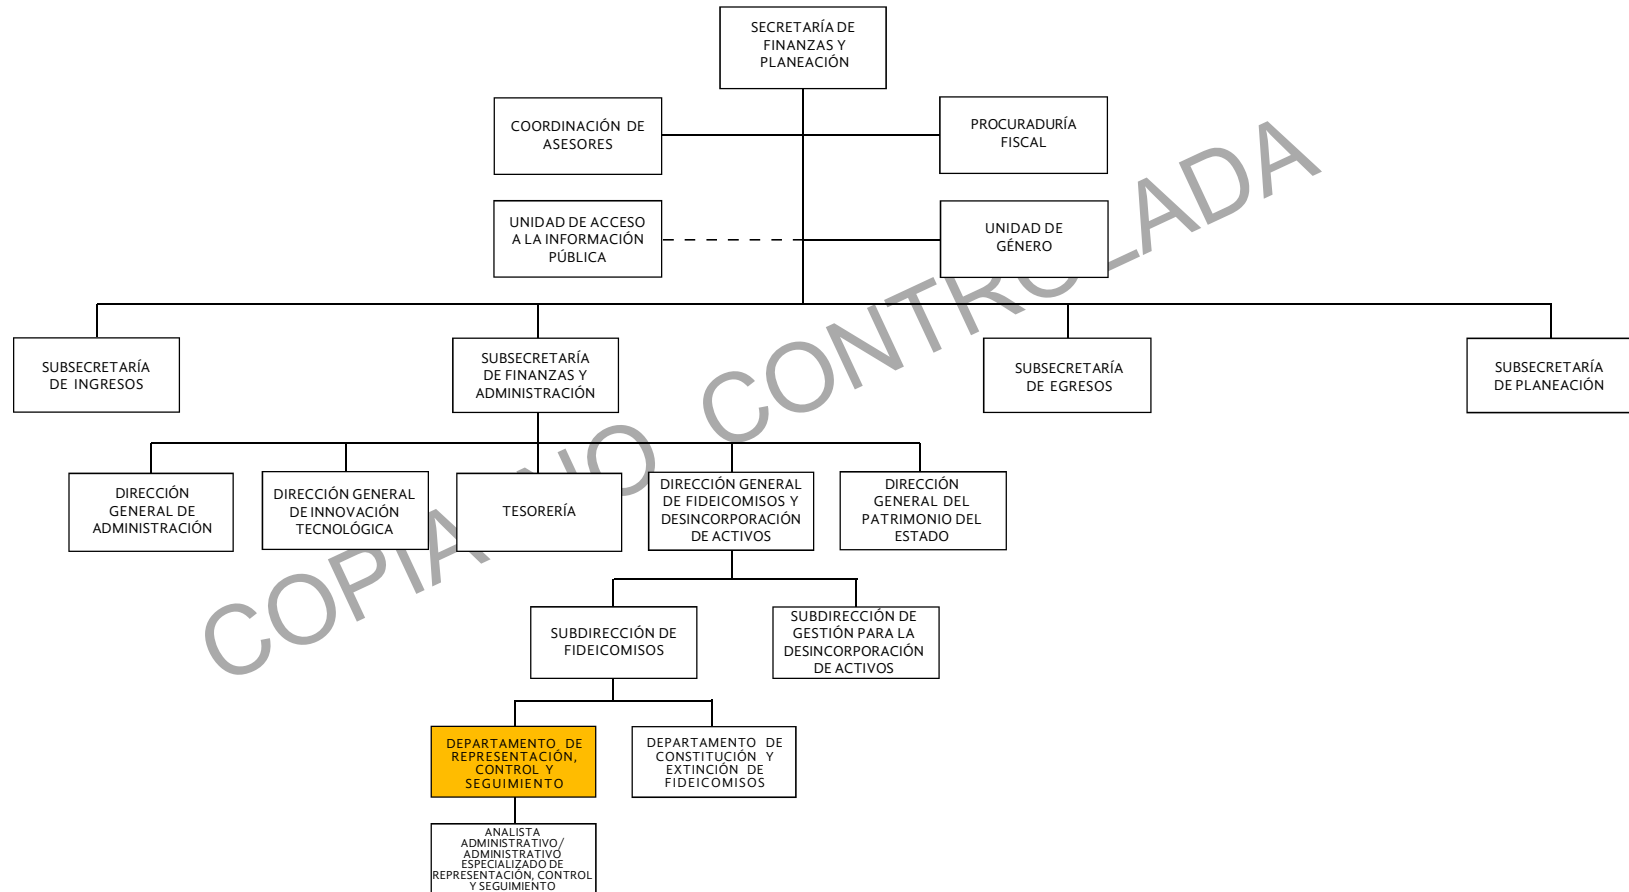 SECRETARÍA DE
FINANZAS Y
PLANEACIÓN
COORDINACIÓN DE
ASESORES
PROCURADURÍA
FISCAL
UNIDAD DE ACCESO
A LA INFORMACIÓN
PÚBLICA
UNIDAD DE
GÉNERO
SUBSECRETARÍA
DE INGRESOS
SUBSECRETARÍA
DE FINANZAS Y
ADMINISTRACIÓN
SUBSECRETARÍA
DE EGRESOS
SUBSECRETARÍA
DE PLANEACIÓN
DIRECCIÓN
GENERAL DE
ADMINISTRACIÓN
DIRECCIÓN GENERAL
DE INNOVACIÓN
TECNOLÓGICA
TESORERÍA
DIRECCIÓN GENERAL
DE FIDEICOMISOS Y
DESINCORPORACIÓN
DE ACTIVOS
DIRECCIÓN
GENERAL DEL
PATRIMONIO DEL
ESTADO
SUBDIRECCIÓN DE
FIDEICOMISOS
SUBDIRECCIÓN DE
GESTIÓN PARA LA
DESINCORPORACIÓN
DE ACTIVOS
DEPARTAMENTO DE
REPRESENTACIÓN,
CONTROL Y
SEGUIMIENTO
DEPARTAMENTO DE
CONSTITUCIÓN Y
EXTINCIÓN DE
FIDEICOMISOS
ANALISTA
ADMINISTRATIVO/
ADMINISTRATIVO
ESPECIALIZADO DE
REPRESENTACIÓN, CONTROL
Y SEGUIMIENTO
COPIA NO CONTROLADA